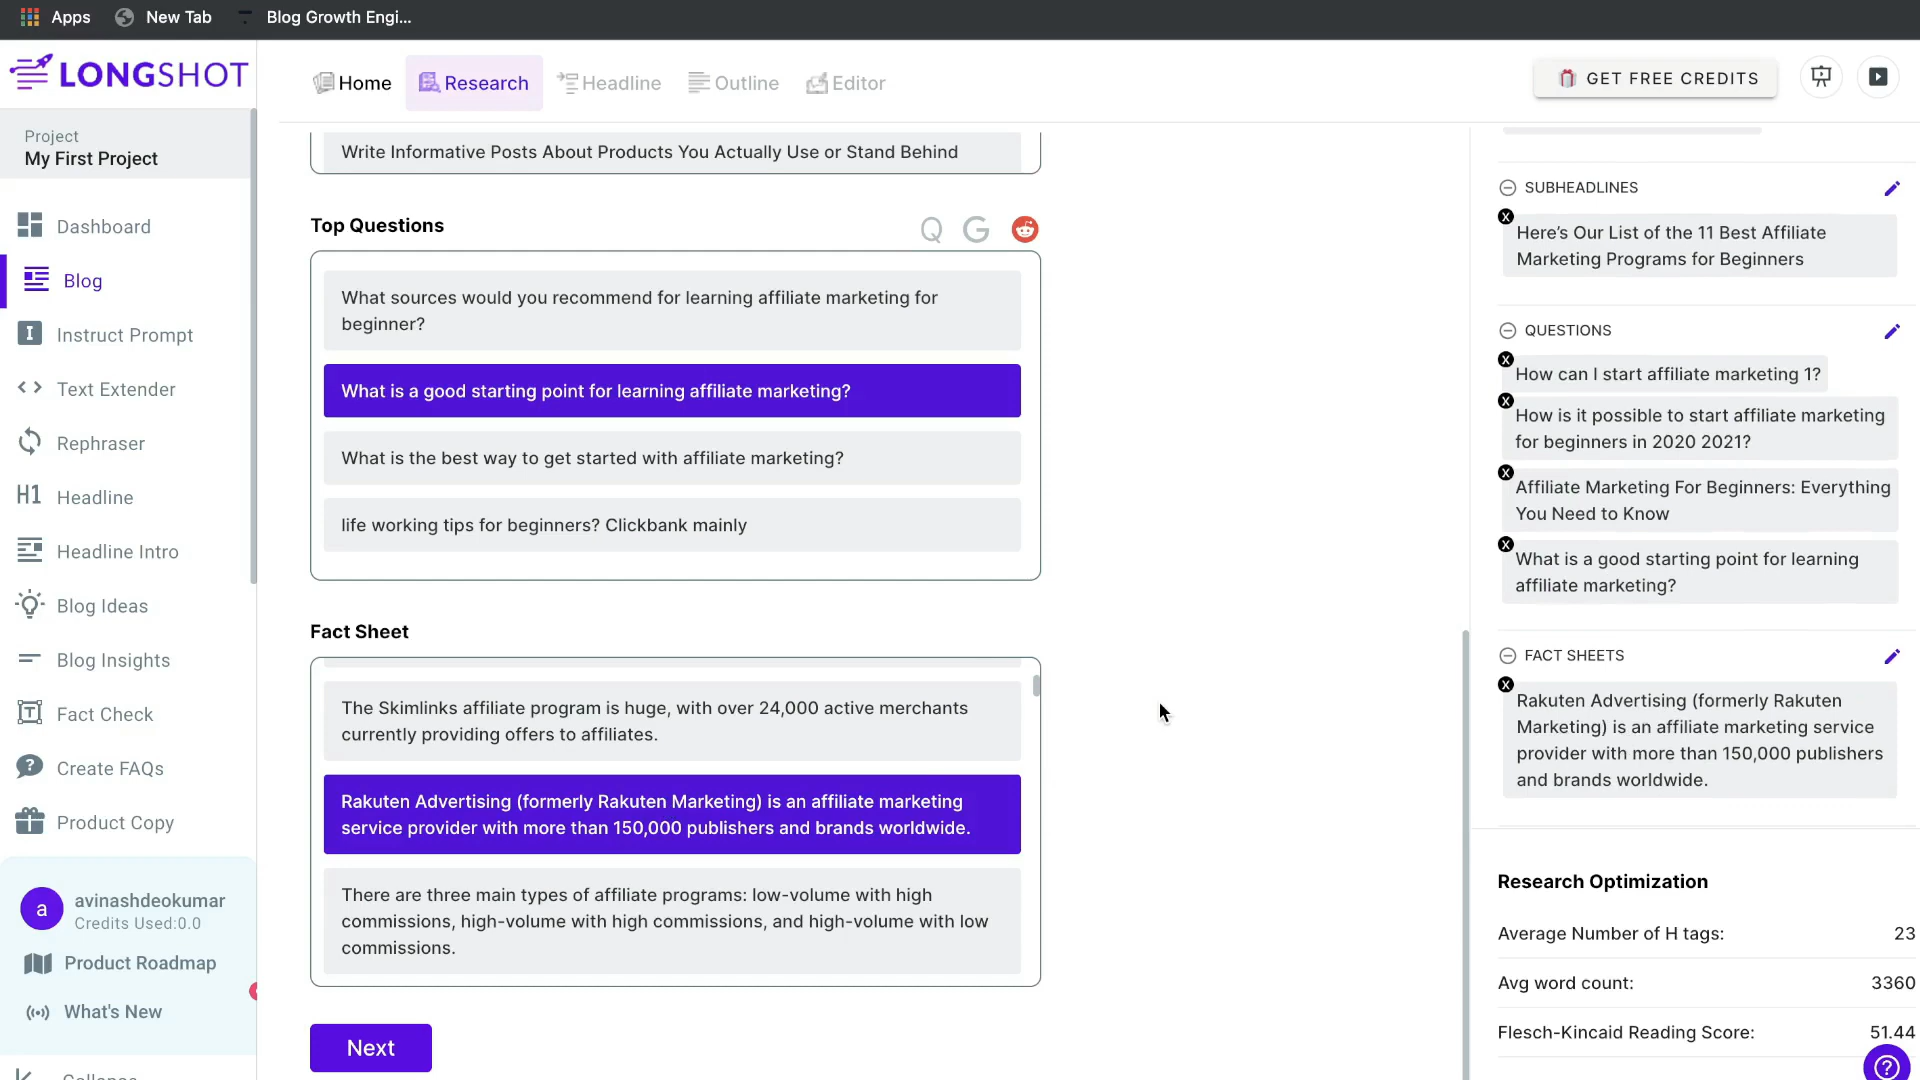 Apps
New Tab
Blog Growth Engi...
LONGSHOT
Home
Research
Headline
Outline
Editor
GET FREE CREDITS
Project
My First Project
Dashboard
Blog
Instruct Prompt
Text Extender
Rephraser
H1 Headline
Headline Intro
Blog Ideas
Blog Insights
Fact Check
Create FAQs
Product Copy
a
avinashdeokumar
Credits Used:0.0
Product Roadmap
What's New
Collapse
Write Informative Posts About Products You Actually Use or Stand Behind
Top Questions
What sources would you recommend for learning affiliate marketing for
beginner?
What is a good starting point for learning affiliate marketing?
What is the best way to get started with affiliate marketing?
life working tips for beginners? Clickbank mainly
Fact Sheet
The Skimlinks affiliate program is huge, with over 24,000 active merchants
currently providing offers to affiliates.
Rakuten Advertising (formerly Rakuten Marketing) is an affiliate marketing
service provider with more than 150,000 publishers and brands worldwide.
There are three main types of affiliate programs: low-volume with high
commissions, high-volume with high commissions, and high-volume with low
commissions.
Next
SUBHEADLINES
X
Here's Our List of the 11 Best Affiliate
Marketing Programs for Beginners
QUESTIONS
X
How can I start affiliate marketing 1?
X
How is it possible to start affiliate marketing
for beginners in 2020 2021?
X
Affiliate Marketing For Beginners: Everything
You Need to Know
X
What is a good starting point for learning
affiliate marketing?
FACT SHEETS
X
Rakuten Advertising (formerly Rakuten
Marketing) is an affiliate marketing service
provider with more than 150,000 publishers
and brands worldwide.
Research Optimization
Average Number of H tags: 23
Avg word count: 3360
Flesch-Kincaid Reading Score: 51.44